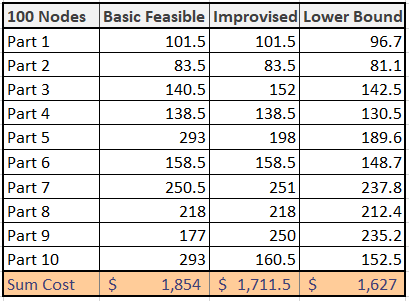 100 Nodes Basic Feasible Improvised Lower Bound
Part 1 101.5 101.5 96.7
Part 2 83.5 83.5 81.1
Part 3 140.5 152 142.5
Part 4 138.5 138.5 130.5
Part 5 293 198 189.6
Part 6 158.5 158.5 148.7
Part 7 250.5 251 237.8
Part 8 218 218 212.4
Part 9 177 250 235.2
Part 10 293 160.5 152.5
Sum Cost $ 1,854 $ 1,711.5 $ 1,627